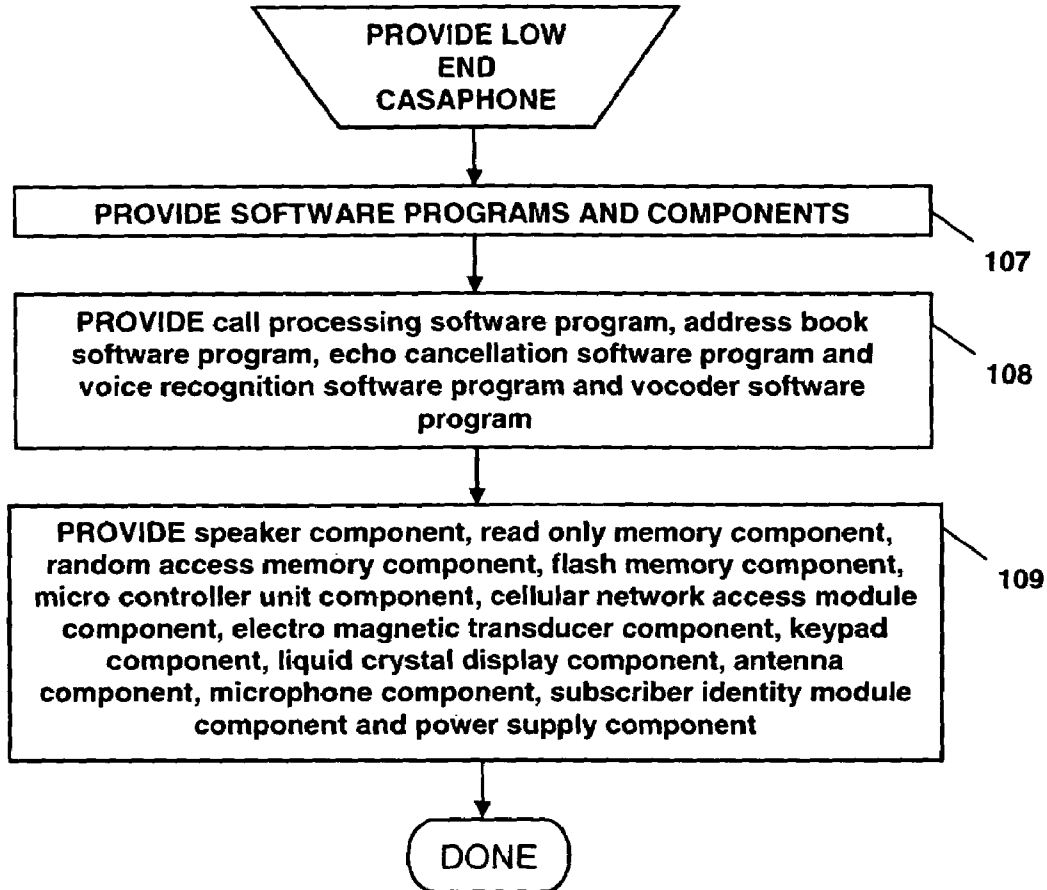 PROVIDE LOW
END
CASAPHONE
PROVIDE SOFTWARE PROGRAMS AND COMPONENTS
107
PROVIDE call processing software program, address book
software program, echo cancellation software program and
voice recognition software program and vocoder software
program
108
PROVIDE speaker component, read only memory component,
random access memory component, flash memory component,
micro controller unit component, cellular network access module
component, electro magnetic transducer component, keypad
component, liquid crystal display component, antenna
component, microphone component, subscriber identity module
component and power supply component
109
DONE